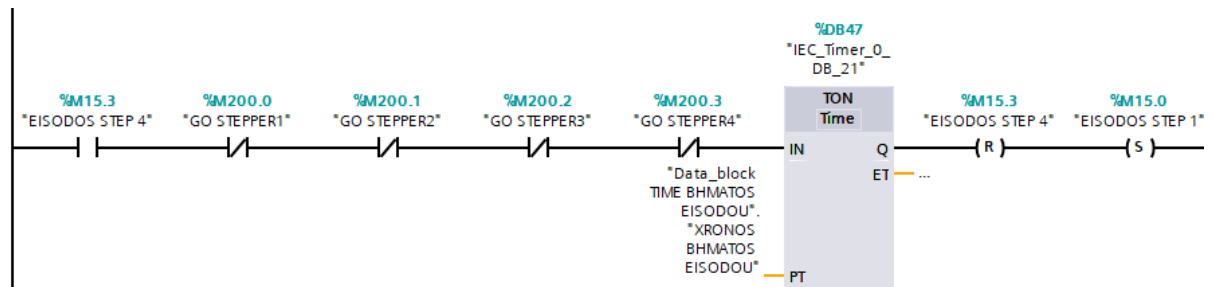 %DB47
"IEC_Timer_0_
DB_21"
%M15.3
"EISODOS STEP 4"
%M200.0
"GO STEPPER1"
%M200.1
"GO STEPPER2"
%M200.2
"GO STEPPER3"
%M200.3
"GO STEPPER4"
TON
Time
IN
Q
ET
...
PT
"Data_block
TIME BHMATOS
EISODOU".
"XRONOS
BHMATOS
EISODOU"
%M15.3
"EISODOS STEP 4"
R
%M15.0
"EISODOS STEP 1"
S